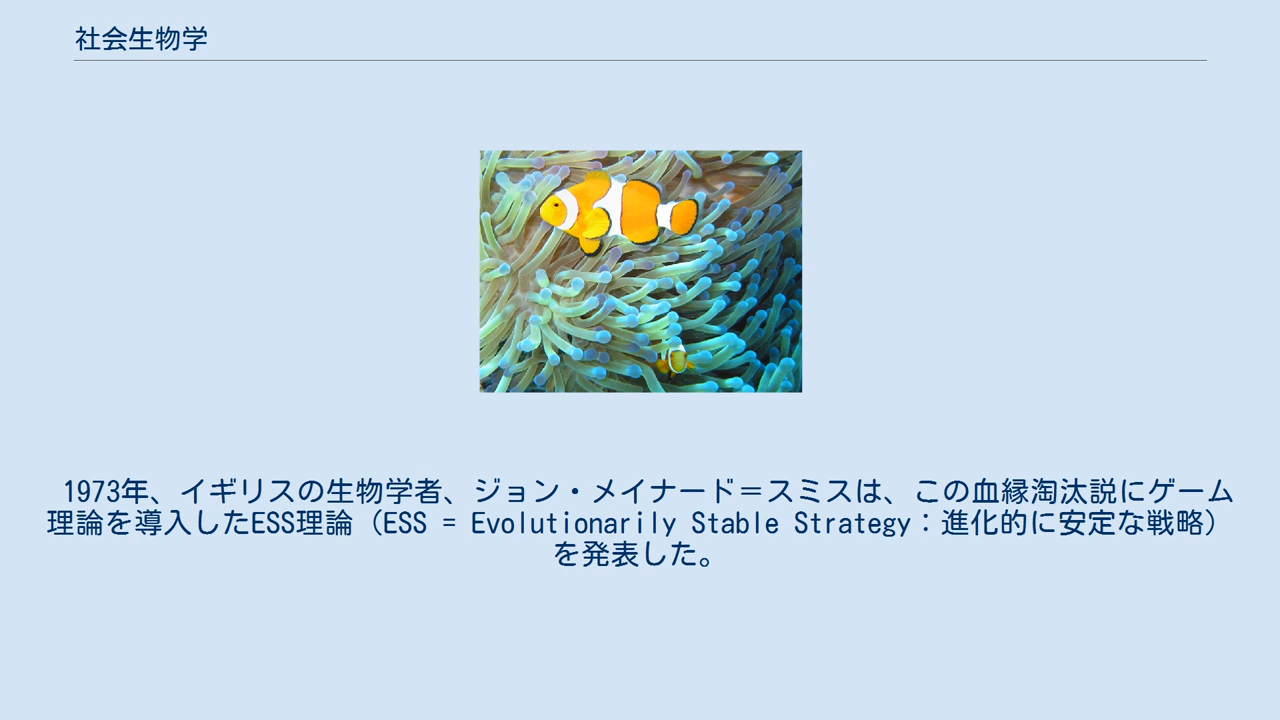 社会生物学
1973年、イギリスの生物学者、ジョン・メイナード＝スミスは、この血縁淘汰説にゲーム
理論を導入したESS理論（ESS = Evolutionarily Stable Strategy：進化的に安定な戦略）
を発表した。